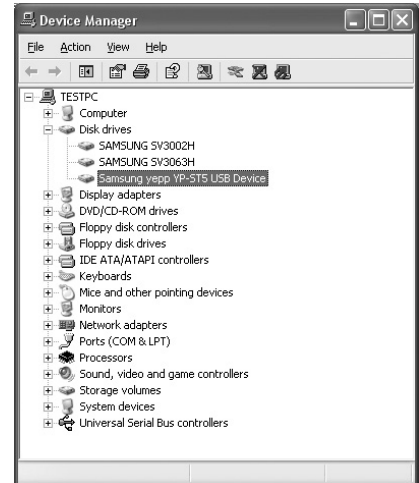 Device Manager
File Action View Help
TESTPC
Computer
Disk drives
SAMSUNG SV3002H
SAMSUNG SV3063H
Samsung yepp YP-ST5 USB Device
Display adapters
DVD/CD-ROM drives
Floppy disk controllers
Floppy disk drives
IDE ATA/ATAPI controllers
Keyboards
Mice and other pointing devices
Monitors
Network adapters
Ports (COM & LPT)
Processors
Sound, video and game controllers
Storage volumes
System devices
Universal Serial Bus controllers